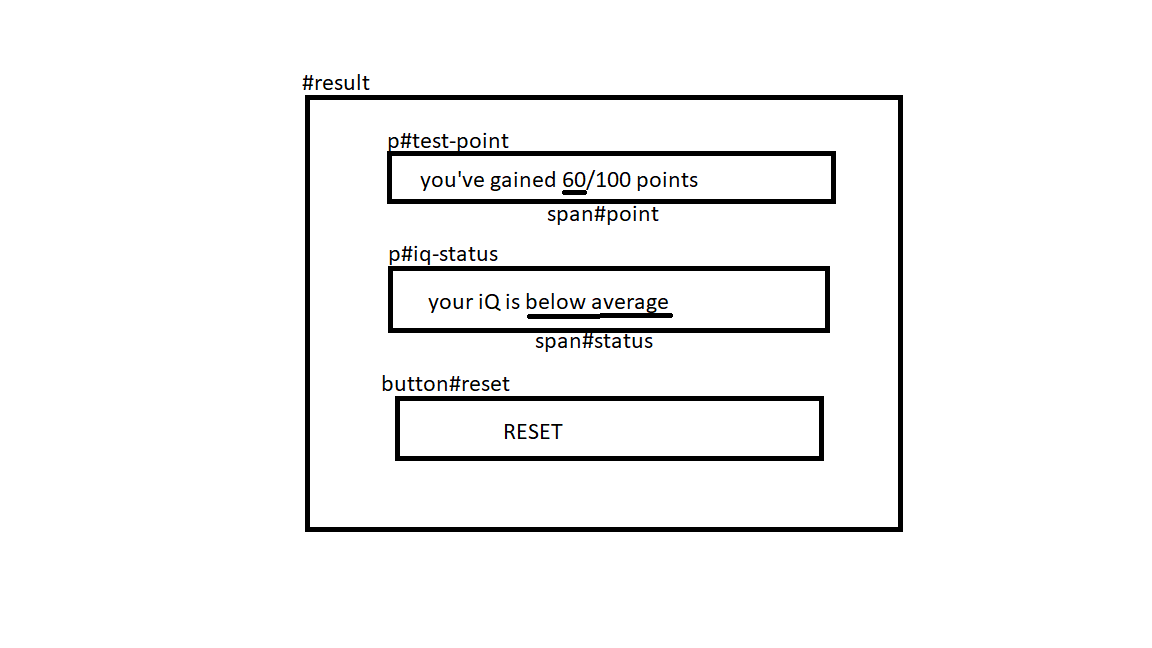 #result
p#test-point
you've gained 60/100 points
span#point
p#iq-status
your iQ is below average
span#status
button#reset
RESET